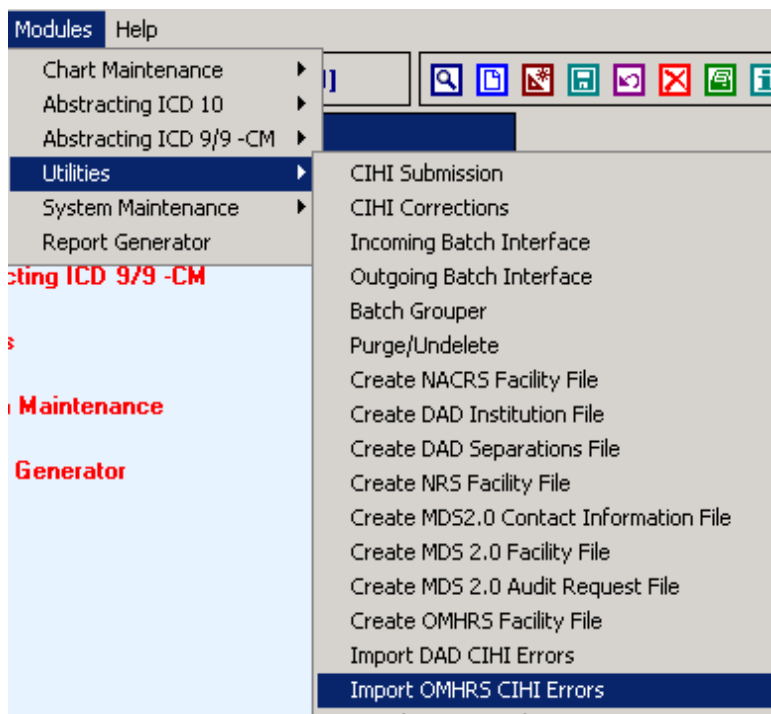 Modules Help
Chart Maintenance
Abstracting ICD 10
Abstracting ICD 9/9 -CM
Utilities
System Maintenance
Report Generator
cting ICD 9/9 -CM
s
Maintenance
Generator
CIHI Submission
CIHI Corrections
Incoming Batch Interface
Outgoing Batch Interface
Batch Grouper
Purge/Undelete
Create NACRS Facility File
Create DAD Institution File
Create DAD Separations File
Create NRS Facility File
Create MDS2.0 Contact Information File
Create MDS 2.0 Facility File
Create MDS 2.0 Audit Request File
Create OMHRS Facility File
Import DAD CIHI Errors
Import OMHRS CIHI Errors